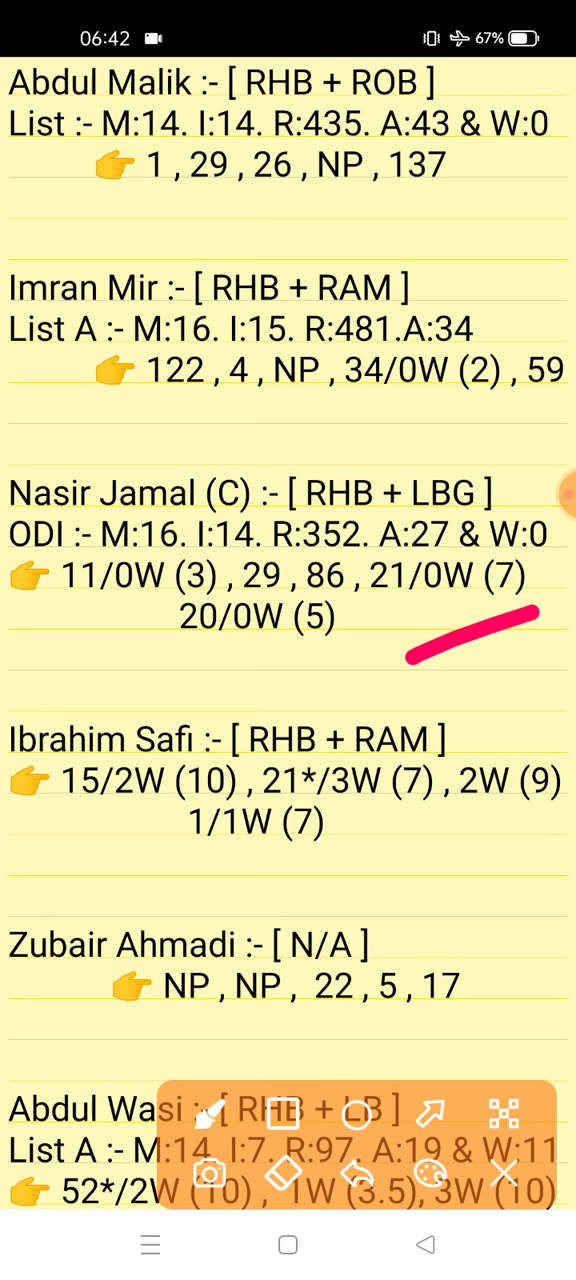 06:42 67%
Abdul Malik :- [ RHB + ROB ]
List :- M:14. I:14. R:435. A:43 & W:0
👉 1 , 29 , 26 , NP , 137
Imran Mir :- [ RHB + RAM ]
List A :- M:16. I:15. R:481.A:34
👉 122 , 4 , NP , 34/0W (2) , 59
Nasir Jamal (C) :- [ RHB + LBG ]
ODI :- M:16. I:14. R:352. A:27 & W:0
👉 11/0W (3) , 29 , 86 , 21/0W (7)
20/0W (5)
Ibrahim Safi :- [ RHB + RAM ]
👉 15/2W (10) , 21*/3W (7) , 2W (9)
1/1W (7)
Zubair Ahmadi :- [ N/A ]
👉 NP , NP , 22 , 5 , 17
Abdul Wasi :- [ RHB + LB ]
List A :- M:14. I:7. R:97. A:19 & W:11
👉 52*/2W (10) , 1W (3.5), 3W (10)